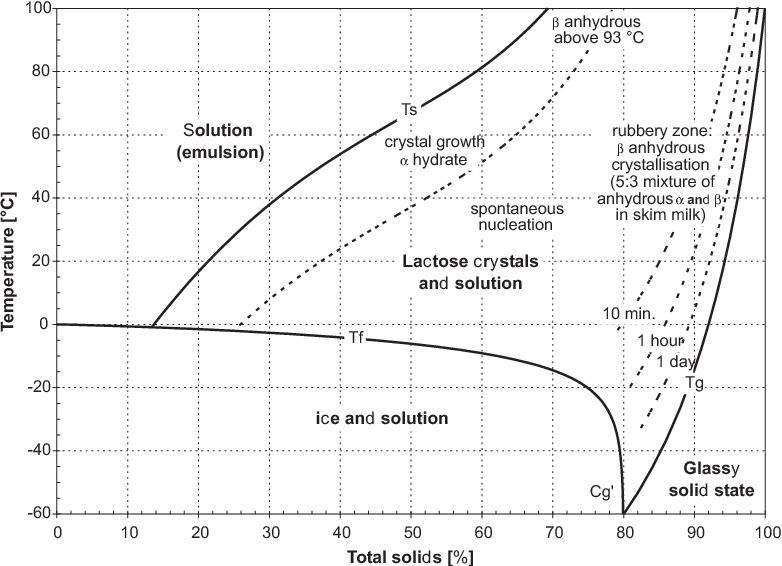 100
80
60
40
20
0
-20
-40
-60
Temperature [°C]
0
10
20
30
40
50
60
70
80
90
100
Total solids [%]
β anhydrous
above 93 °C
Ts
Solution
(emulsion)
crystal growth
α hydrate
rubbery zone:
β anhydrous
crystallisation
(5:3 mixture of
anhydrous α and β
in skim milk)
spontaneous
nucleation
Lactose crystals
and solution
10 min.
1 hour
1 day
Tf
Tg
ice and solution
Cg'
Glassy
solid state